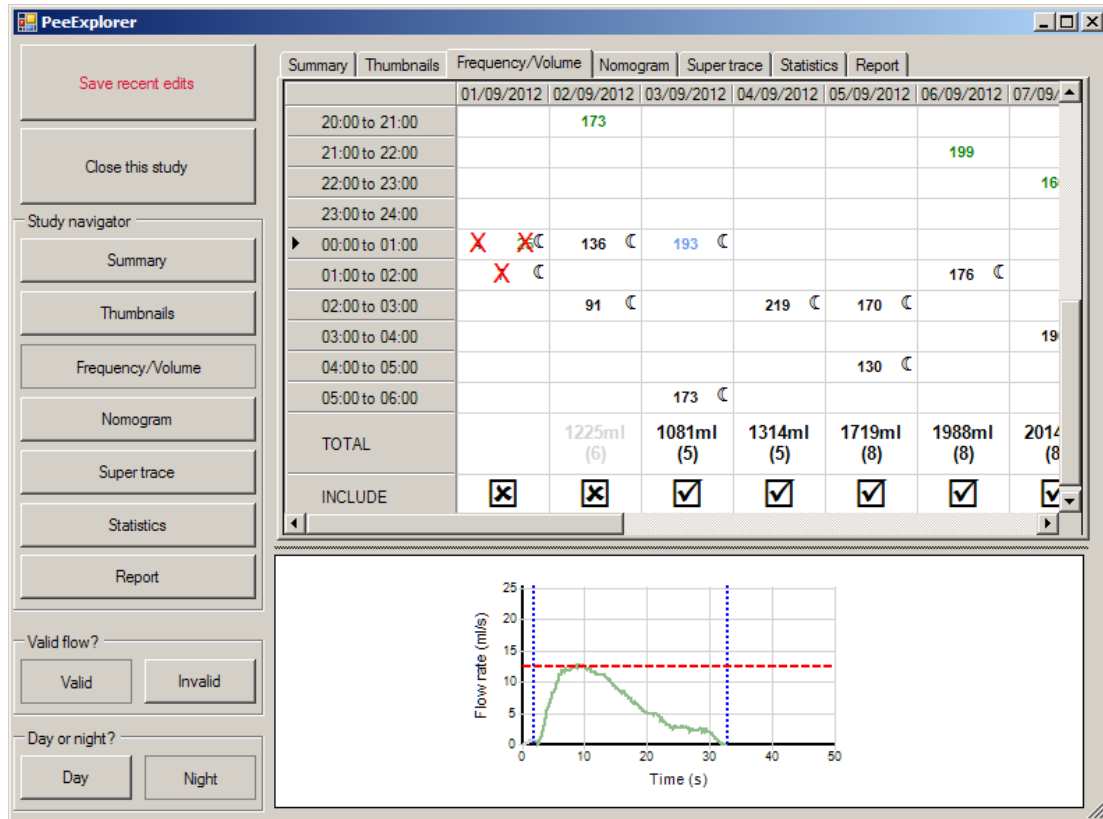 PeeExplorer
Save recent edits
Close this study
Study navigator
Summary
Thumbnails
Frequency/Volume
Nomogram
Super trace
Statistics
Report
Valid flow?
Valid Invalid
Day or night?
Day Night
Summary Thumbnails Frequency/Volume Nomogram Super trace Statistics Report
01/09/2012 02/09/2012 03/09/2012 04/09/2012 05/09/2012 06/09/2012 07/09/
20:00 to 21:00 173
21:00 to 22:00 199
22:00 to 23:00 16
23:00 to 24:00
00:00 to 01:00 136 193
01:00 to 02:00 176
02:00 to 03:00 91 219 170
03:00 to 04:00 19
04:00 to 05:00 130
05:00 to 06:00 173
TOTAL 1225ml 1081ml 1314ml 1719ml 1988ml 2014
(6) (5) (5) (8) (8) (8
INCLUDE
Flow rate (ml/s)
25
20
15
10
5
0
0 10 20 30 40 50
Time (s)